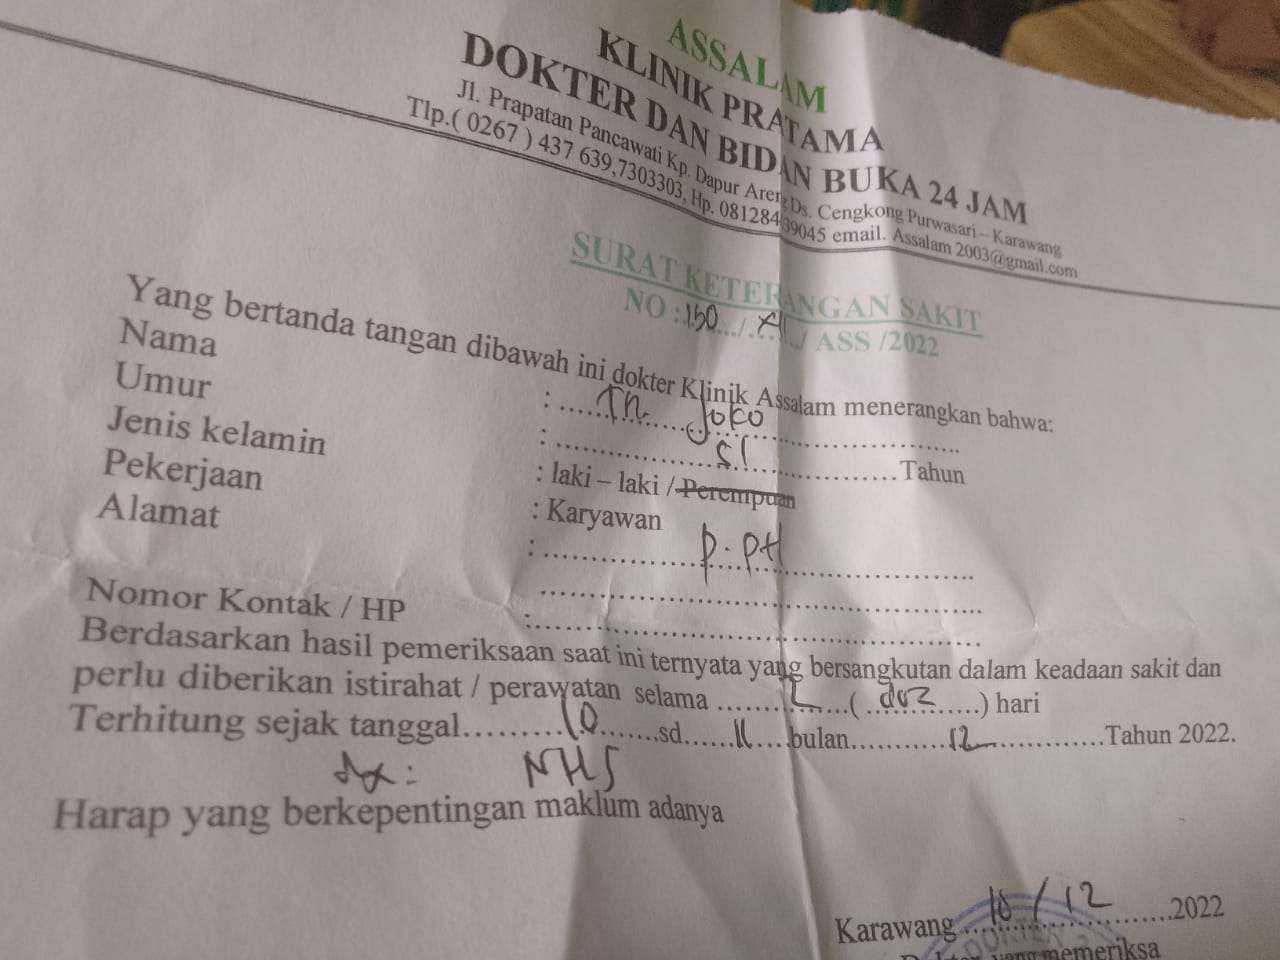 ASSALAM
KLINIK PRATAMA
DOKTER DAN BIDAN BUKA 24 JAM
Jl. Prapatan Pancawati Kp. Dapur Areng Ds. Cengkong Purwasari – Karawang
Tlp.( 0267 ) 437 639,7303303, Hp. 081284 39045 email. Assalam 2003@gmail.com
SURAT KETERANGAN SAKIT
NO : 150 / XII / ASS /2022
Yang bertanda tangan dibawah ini dokter Klinik Assalam menerangkan bahwa:
Nama : Tn. Joko
Umur : 51 Tahun
Jenis kelamin : laki – laki / Perempuan
Pekerjaan : Karyawan
Alamat : P. PH
Nomor Kontak / HP :
Berdasarkan hasil pemeriksaan saat ini ternyata yang bersangkutan dalam keadaan sakit dan
perlu diberikan istirahat / perawatan selama 2 ( dua ) hari
Terhitung sejak tanggal 10 sd 11 bulan 12 Tahun 2022.
dx : NHS
Harap yang berkepentingan maklum adanya
Karawang 10/12 2022
DOKTER
yang memeriksa